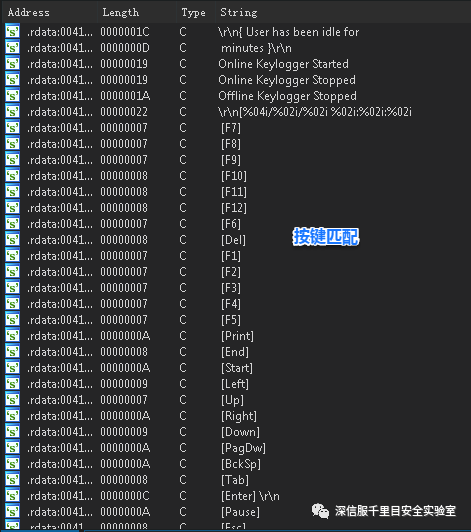 Address Length Type String
.rdata:0041... 0000001C C \r\n{ User has been idle for
.rdata:0041... 0000000D C  minutes }\r\n
.rdata:0041... 00000019 C Online Keylogger Started
.rdata:0041... 00000019 C Online Keylogger Stopped
.rdata:0041... 0000001A C Offline Keylogger Stopped
.rdata:0041... 00000022 C \r\n[%04i/%02i/%02i %02i:%02i:%02i
.rdata:0041... 00000007 C [F7]
.rdata:0041... 00000007 C [F8]
.rdata:0041... 00000007 C [F9]
.rdata:0041... 00000008 C [F10]
.rdata:0041... 00000008 C [F11]
.rdata:0041... 00000008 C [F12]
.rdata:0041... 00000007 C [F6]
.rdata:0041... 00000008 C [Del]
按键匹配
.rdata:0041... 00000007 C [F1]
.rdata:0041... 00000007 C [F2]
.rdata:0041... 00000007 C [F3]
.rdata:0041... 00000007 C [F4]
.rdata:0041... 00000007 C [F5]
.rdata:0041... 0000000A C [Print]
.rdata:0041... 00000008 C [End]
.rdata:0041... 0000000A C [Start]
.rdata:0041... 00000009 C [Left]
.rdata:0041... 00000007 C [Up]
.rdata:0041... 0000000A C [Right]
.rdata:0041... 00000009 C [Down]
.rdata:0041... 0000000A C [PagDw]
.rdata:0041... 0000000A C [BckSp]
.rdata:0041... 00000008 C [Tab]
.rdata:0041... 0000000C C [Enter] \r\n
.rdata:0041... 0000000A C [Pause]
.rdata:0041... 00000008 C [Esc]
深信服千里目安全实验室